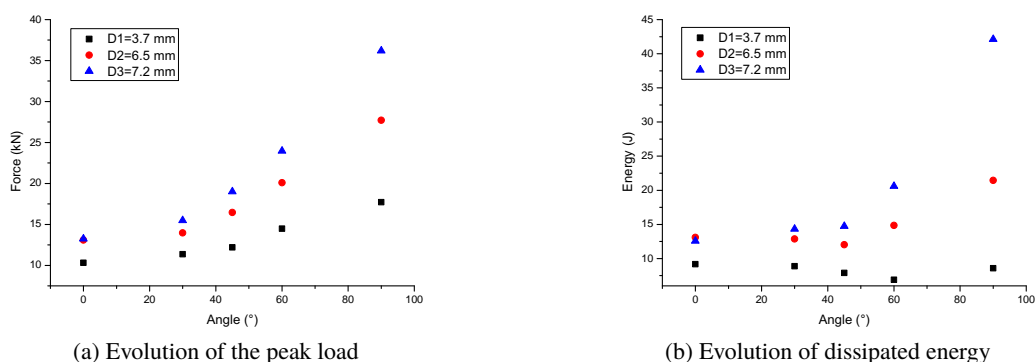 40
35
30
25
20
15
10
Force (kN)
D1=3.7 mm
D2=6.5 mm
D3=7.2 mm
0 20 40 60 80 100
Angle (°)
(a) Evolution of the peak load
45
40
35
30
25
20
15
10
Energy (J)
D1=3.7 mm
D2=6.5 mm
D3=7.2 mm
0 20 40 60 80 100
Angle (°)
(b) Evolution of dissipated energy